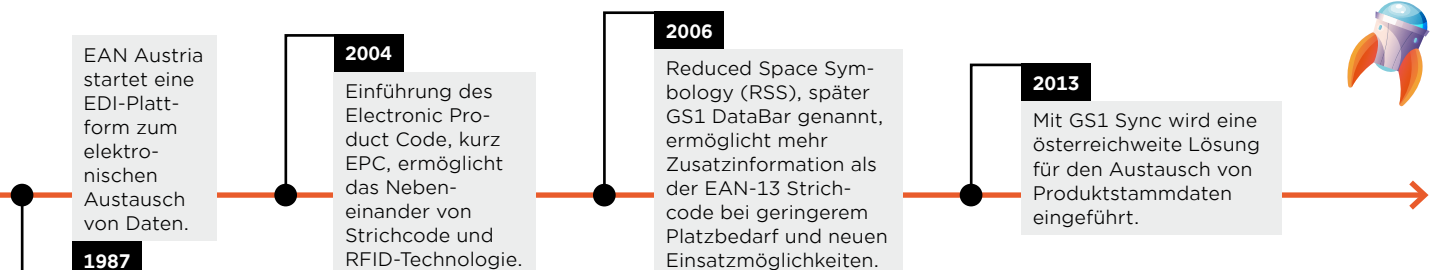 EAN Austria
startet eine
EDI-Platt-
form zum
elektro-
nischen
Austausch
von Daten.
1987
2004
Einführung des
Electronic Pro-
duct Code, kurz
EPC, ermöglicht
das Neben-
einander von
Strichcode und
RFID-Technologie.
2006
Reduced Space Sym-
bology (RSS), später
GS1 DataBar genannt,
ermöglicht mehr
Zusatzinformation als
der EAN-13 Strich-
code bei geringerem
Platzbedarf und neuen
Einsatzmöglichkeiten.
2013
Mit GS1 Sync wird eine
österreichweite Lösung
für den Austausch von
Produktstammdaten
eingeführt.